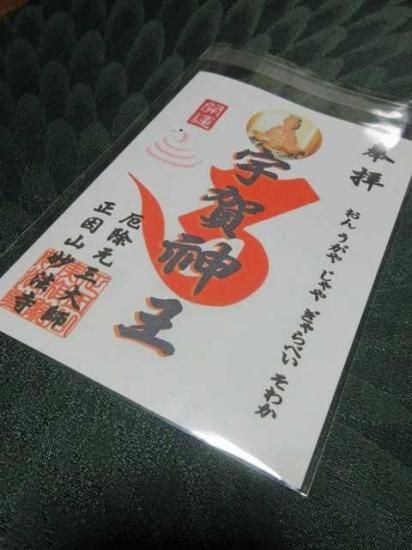 奉拝
おん うがや じゃや ぎゃらべい そわか
開運
宇賀神王
厄除元三大師
正因山 妙法寺